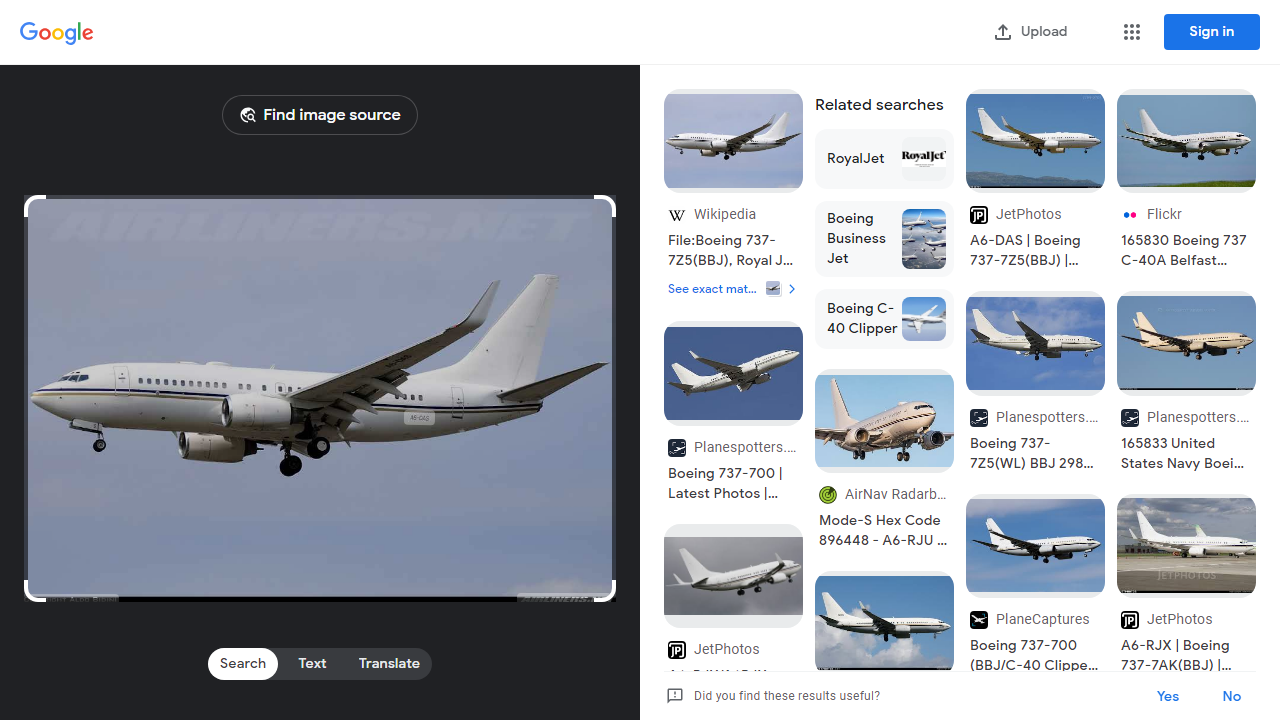 Google
Upload
Sign in
Find image source
AIRLINERS.NET
Search
Text
Translate
Wikipedia
File:Boeing 737-
7Z5(BBJ), Royal J...
See exact mat...
Planespotters....
Boeing 737-700 |
Latest Photos |...
JetPhotos
Related searches
RoyalJet
RoyalJet
Boeing
Business
Jet
Boeing C-
40 Clipper
AirNav Radarb...
Mode-S Hex Code
896448 - A6-RJU ...
JetPhotos
A6-DAS | Boeing
737-7Z5(BBJ) |...
Planespotters....
Boeing 737-
7Z5(WL) BBJ 298...
PlaneCaptures
Boeing 737-700
(BBJ/C-40 Clippe...
Flickr
165830 Boeing 737
C-40A Belfast...
Planespotters....
165833 United
States Navy Boei...
JETPHOTOS
JetPhotos
A6-RJX | Boeing
737-7AK(BBJ) |...
Did you find these results useful?
Yes
No